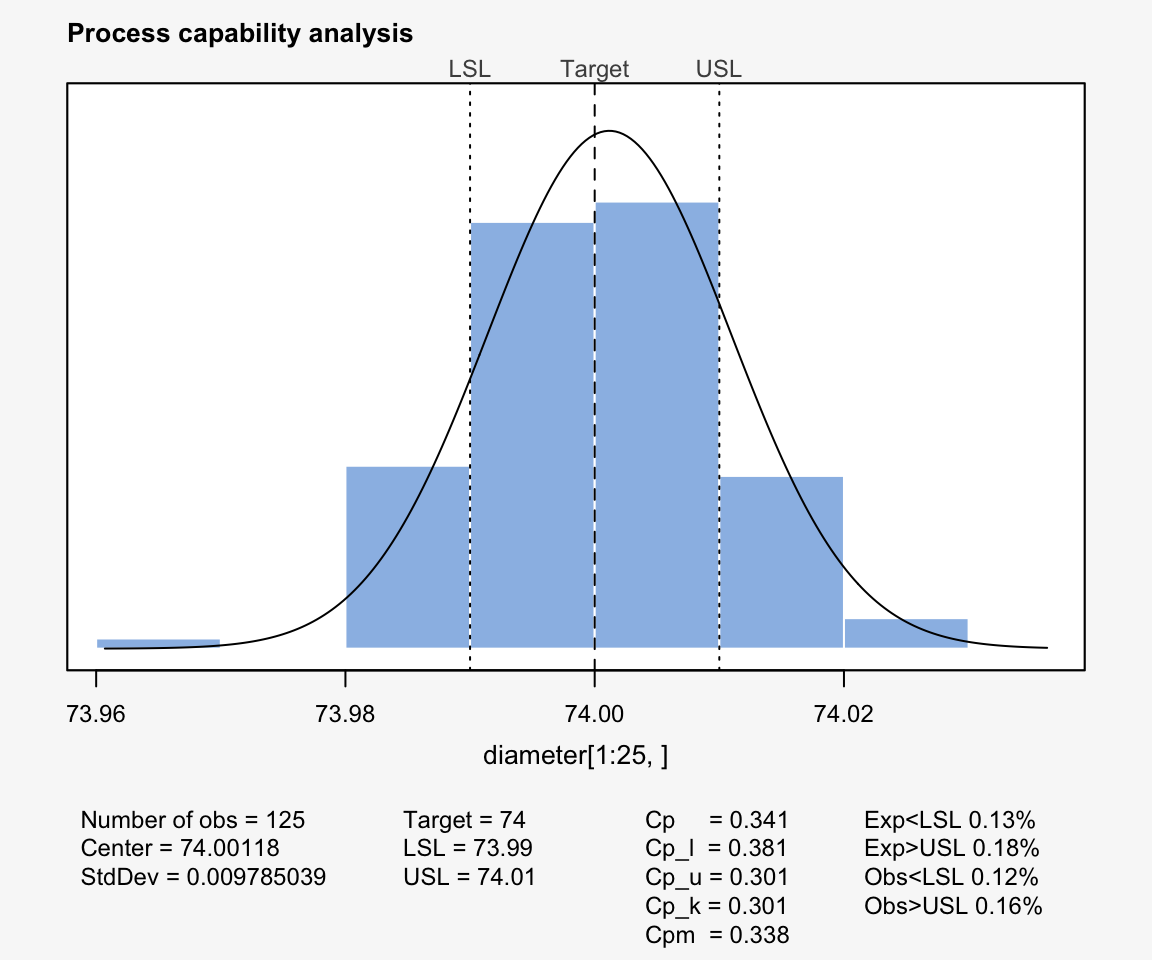 Process capability analysis
LSL Target USL
73.96 73.98 74.00 74.02
diameter[1:25, ]
Number of obs = 125
Center = 74.00118
StdDev = 0.009785039
Target = 74
LSL = 73.99
USL = 74.01
Cp = 0.341
Cp_l = 0.381
Cp_u = 0.301
Cp_k = 0.301
Cpm = 0.338
Exp<LSL 0.13%
Exp>USL 0.18%
Obs<LSL 0.12%
Obs>USL 0.16%